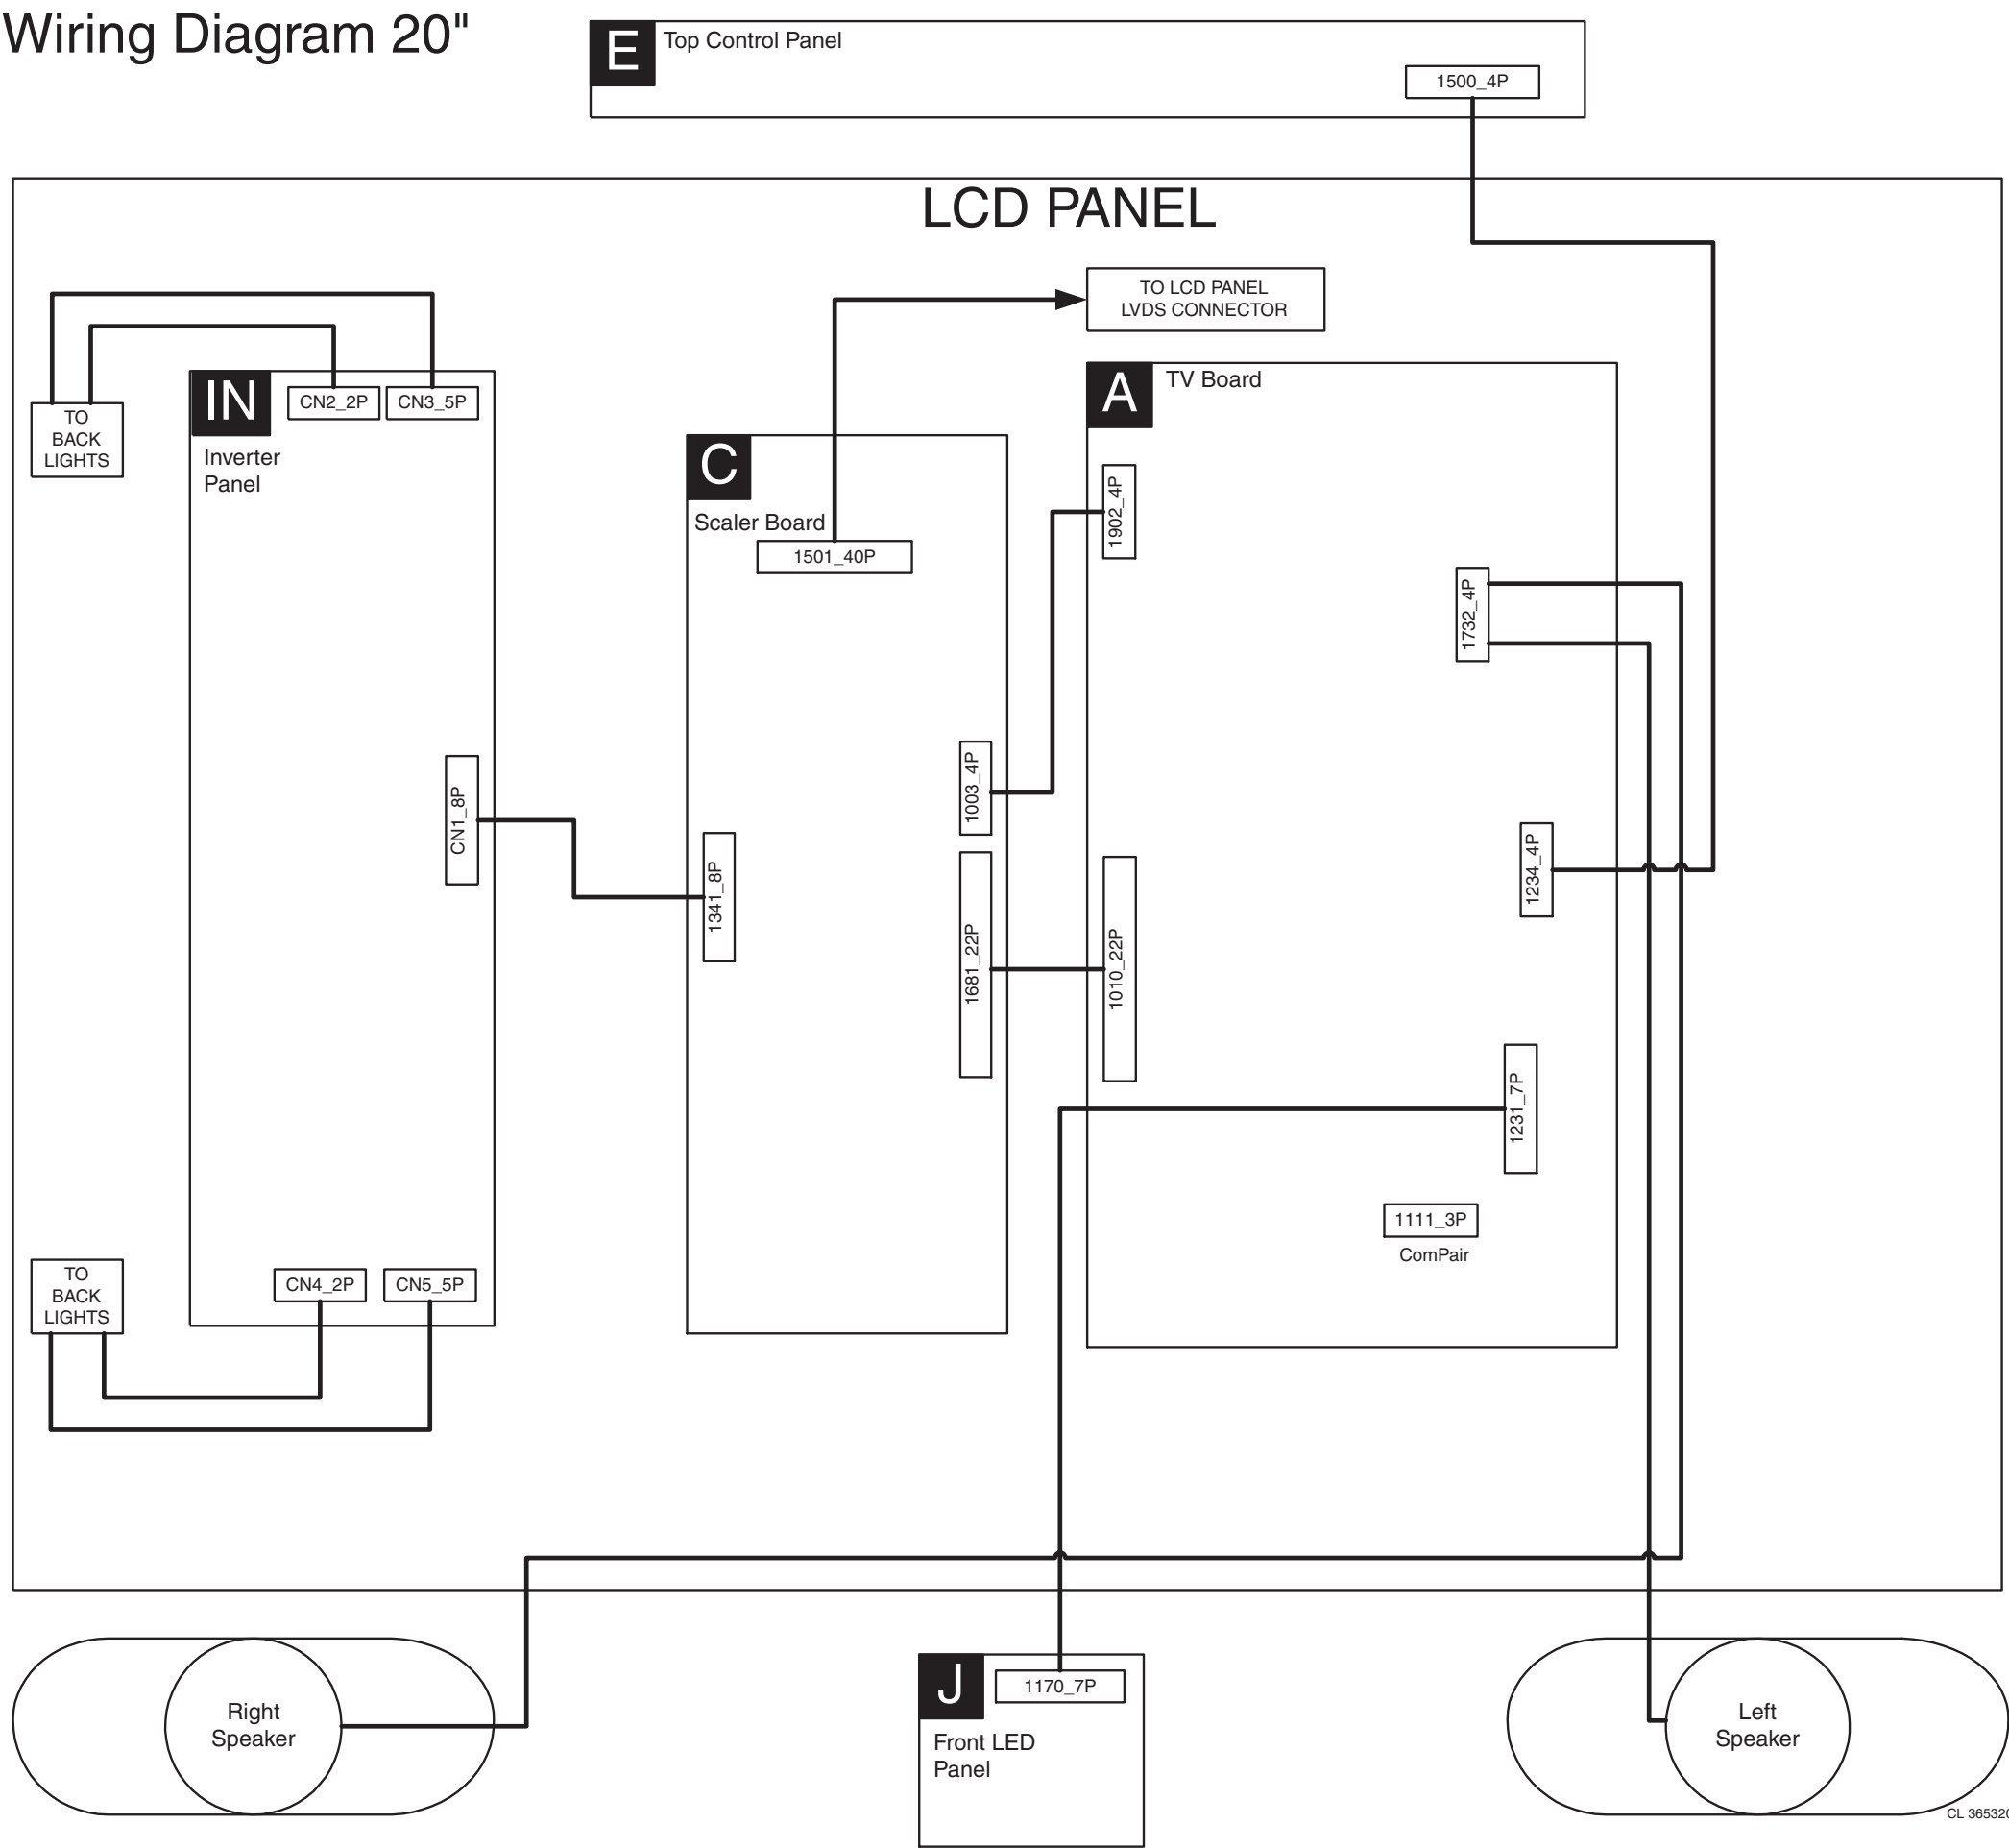 Wiring Diagram 20"
E
Top Control Panel
1500_4P
LCD PANEL
TO LCD PANEL
LVDS CONNECTOR
TO
BACK
LIGHTS
IN
CN2_2P
CN3_5P
Inverter
Panel
CN1_8P
CN4_2P
CN5_5P
TO
BACK
LIGHTS
C
Scaler Board
1501_40P
1003_4P
1341_8P
1681_22P
A
TV Board
1902_4P
1732_4P
1234_4P
1010_22P
1231_7P
1111_3P
ComPair
Right
Speaker
J
1170_7P
Front LED
Panel
Left
Speaker